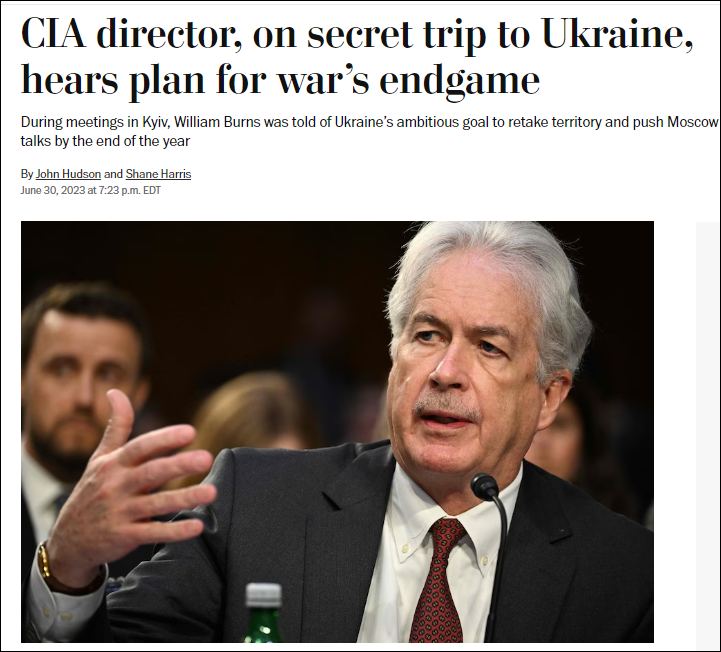 CIA director, on secret trip to Ukraine,
hears plan for war’s endgame
During meetings in Kyiv, William Burns was told of Ukraine’s ambitious goal to retake territory and push Moscow
talks by the end of the year
By John Hudson and Shane Harris
June 30, 2023 at 7:23 p.m. EDT